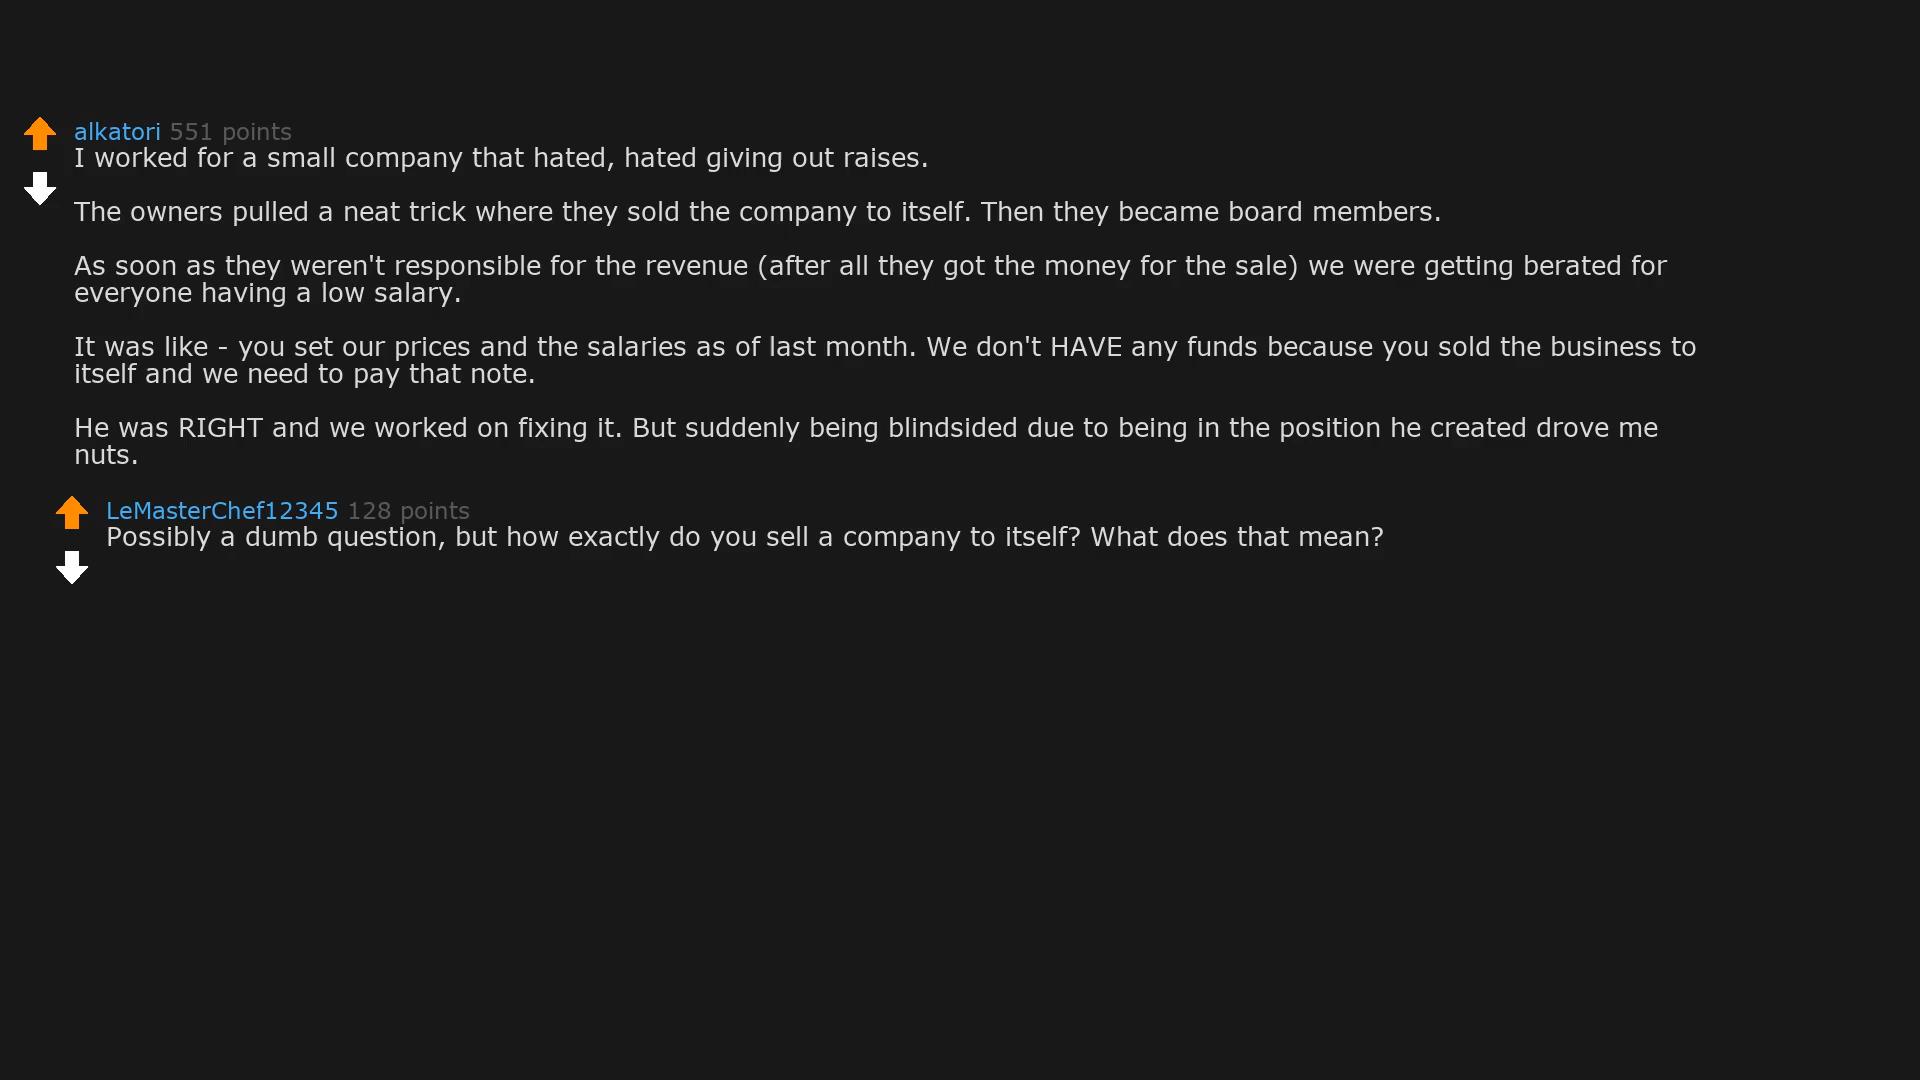 alkatori 551 points
I worked for a small company that hated, hated giving out raises.
The owners pulled a neat trick where they sold the company to itself. Then they became board members.
As soon as they weren't responsible for the revenue (after all they got the money for the sale) we were getting berated for
everyone having a low salary.
It was like - you set our prices and the salaries as of last month. We don't HAVE any funds because you sold the business to
itself and we need to pay that note.
He was RIGHT and we worked on fixing it. But suddenly being blindsided due to being in the position he created drove me
nuts.
LeMasterChef12345 128 points
Possibly a dumb question, but how exactly do you sell a company to itself? What does that mean?